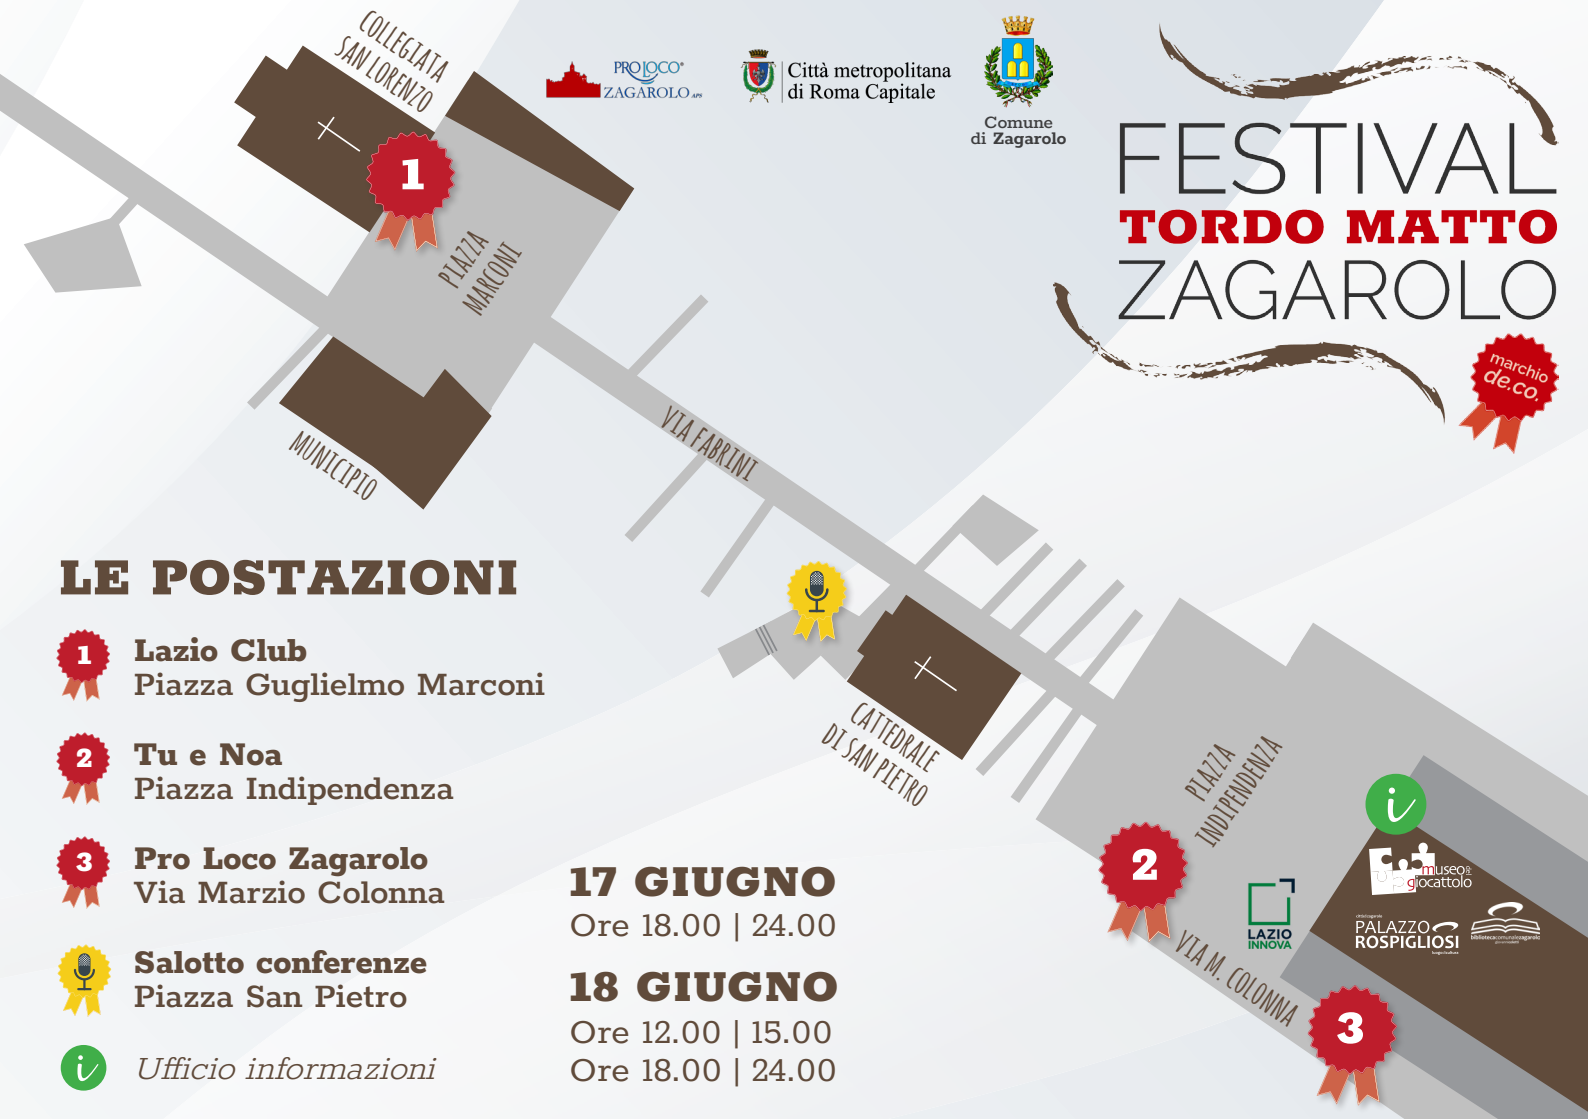 COLLEGIATA
SAN LORENZO
PRO LOCO
ZAGAROLO APS
Città metropolitana
di Roma Capitale
Comune
di Zagarolo
FESTIVAL
TORDO MATTO
ZAGAROLO
marchio
de.co.
1
PIAZZA
MARCONI
MUNICIPIO
VIA FABRINI
CATTEDRALE
DI SAN PIETRO
PIAZZA
INDIPENDENZA
2
VIA M. COLONNA
3
LAZIO
INNOVA
i
museo del
giocattolo
PALAZZO
ROSPIGLIOSI
bibliotecacomunalezagarolo
LE POSTAZIONI
1
Lazio Club
Piazza Guglielmo Marconi
2
Tu e Noa
Piazza Indipendenza
3
Pro Loco Zagarolo
Via Marzio Colonna
Salotto conferenze
Piazza San Pietro
i
Ufficio informazioni
17 GIUGNO
Ore 18.00 | 24.00
18 GIUGNO
Ore 12.00 | 15.00
Ore 18.00 | 24.00